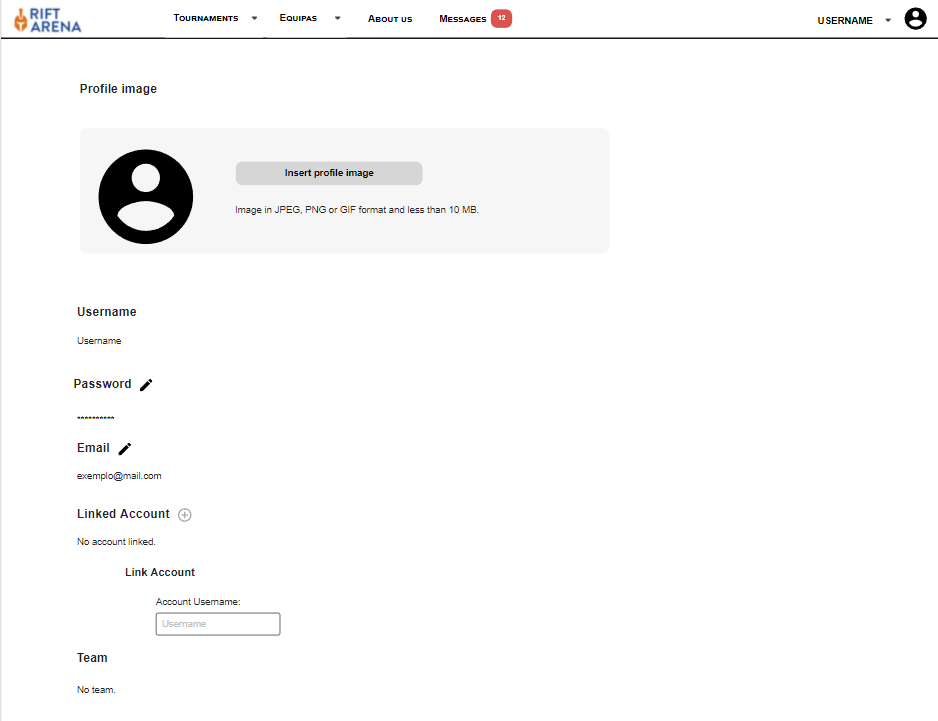 RIFT
ARENA
Tournaments Equipas About us Messages 12 USERNAME
Profile image
Insert profile image
Image in JPEG, PNG or GIF format and less than 10 MB.
Username
Username
Password
**********
Email
exemplo@mail.com
Linked Account
No account linked.
Link Account
Account Username:
Username
Team
No team.